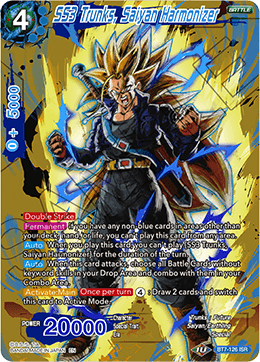 4
SS3 Trunks, Saiyan Harmonizer
BATTLE
0 + 5000
Double Strike
Permanent If you have any non-blue cards in areas other than
your deck, hand, or life, you can't play this card from any area.
Auto When you play this card, you can't play {SS3 Trunks,
Saiyan Harmonizer} for the duration of the turn.
Auto When this card attacks, choose all Battle Cards without
keyword skills in your Drop Area and combo with them in your
Combo Area.
Activate Main Once per turn 4 : Draw 2 cards and switch
this card to Active Mode.
POWER 20000
Character Trunks : Future
Special Trait Saiyan
Era
BT7-126 ISR